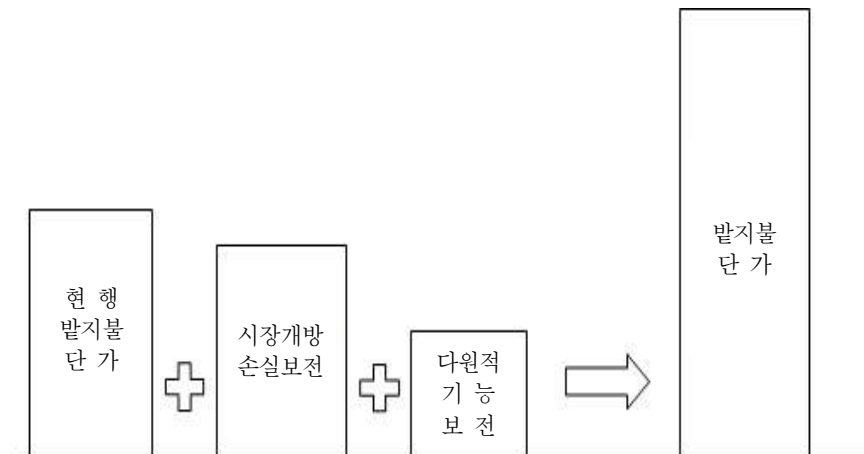 현 행
밭지불
단 가
시장개방
손실보전
다원적
기 능
보 전
밭지불
단 가